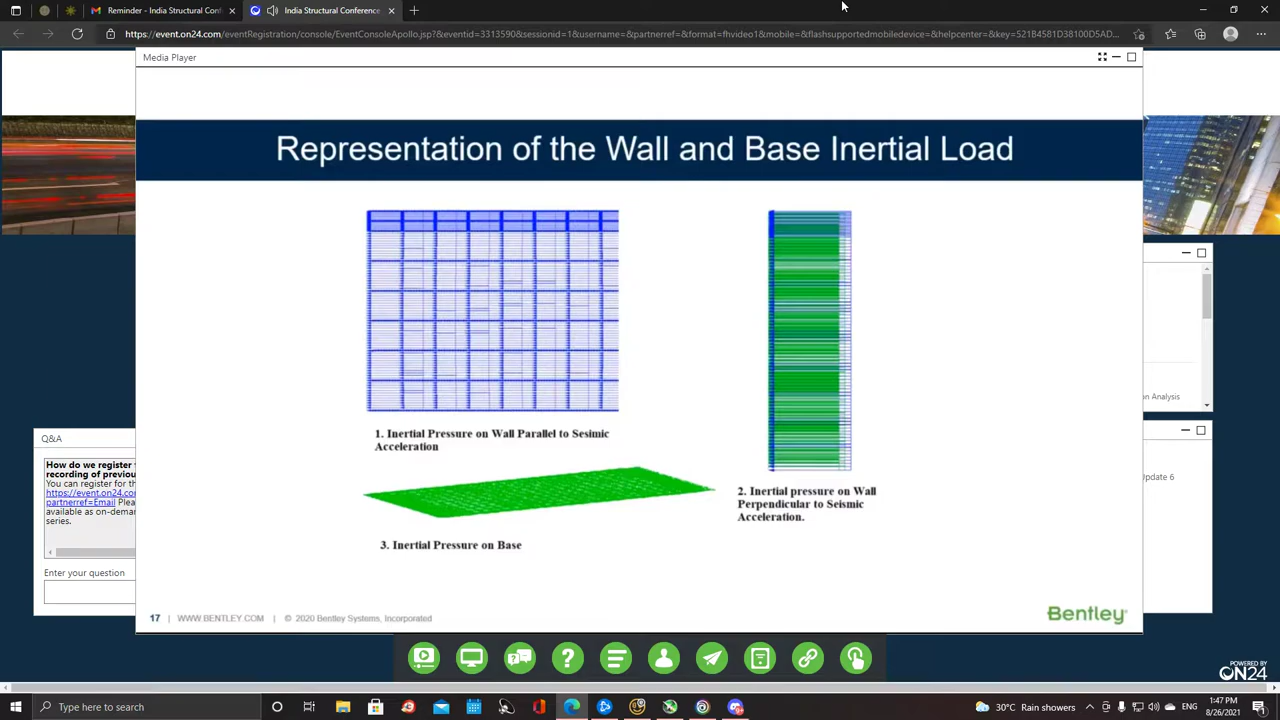 Reminder - India Structural Conf
India Structural Conference
https://event.on24.com/eventRegistration/console/EventConsoleApollo.jsp?&eventid=3313590&sessionid=1&username=&partnerref=&format=fhvideo1&mobile=&flashsupportedmobiledevice=&helpcenter=&key=521B4581D38100D5AD...
Media Player
Representation of the Wall and Base Inertial Load
1. Inertial Pressure on Wall Parallel to Sesimic
Acceleration
2. Inertial pressure on Wall
Perpendicular to Seismic
Acceleration.
3. Inertial Pressure on Base
17 | WWW.BENTLEY.COM | © 2020 Bentley Systems, Incorporated
Bentley
on Analysis
Update 6
Q&A
How do we register
recording of previou
You can register for th
https://event.on24.co
partnerref=Email Plea
available as on-deman
series.
Enter your question
POWERED BY
ON24
Type here to search
30°C Rain showers
1:47 PM
8/26/2021